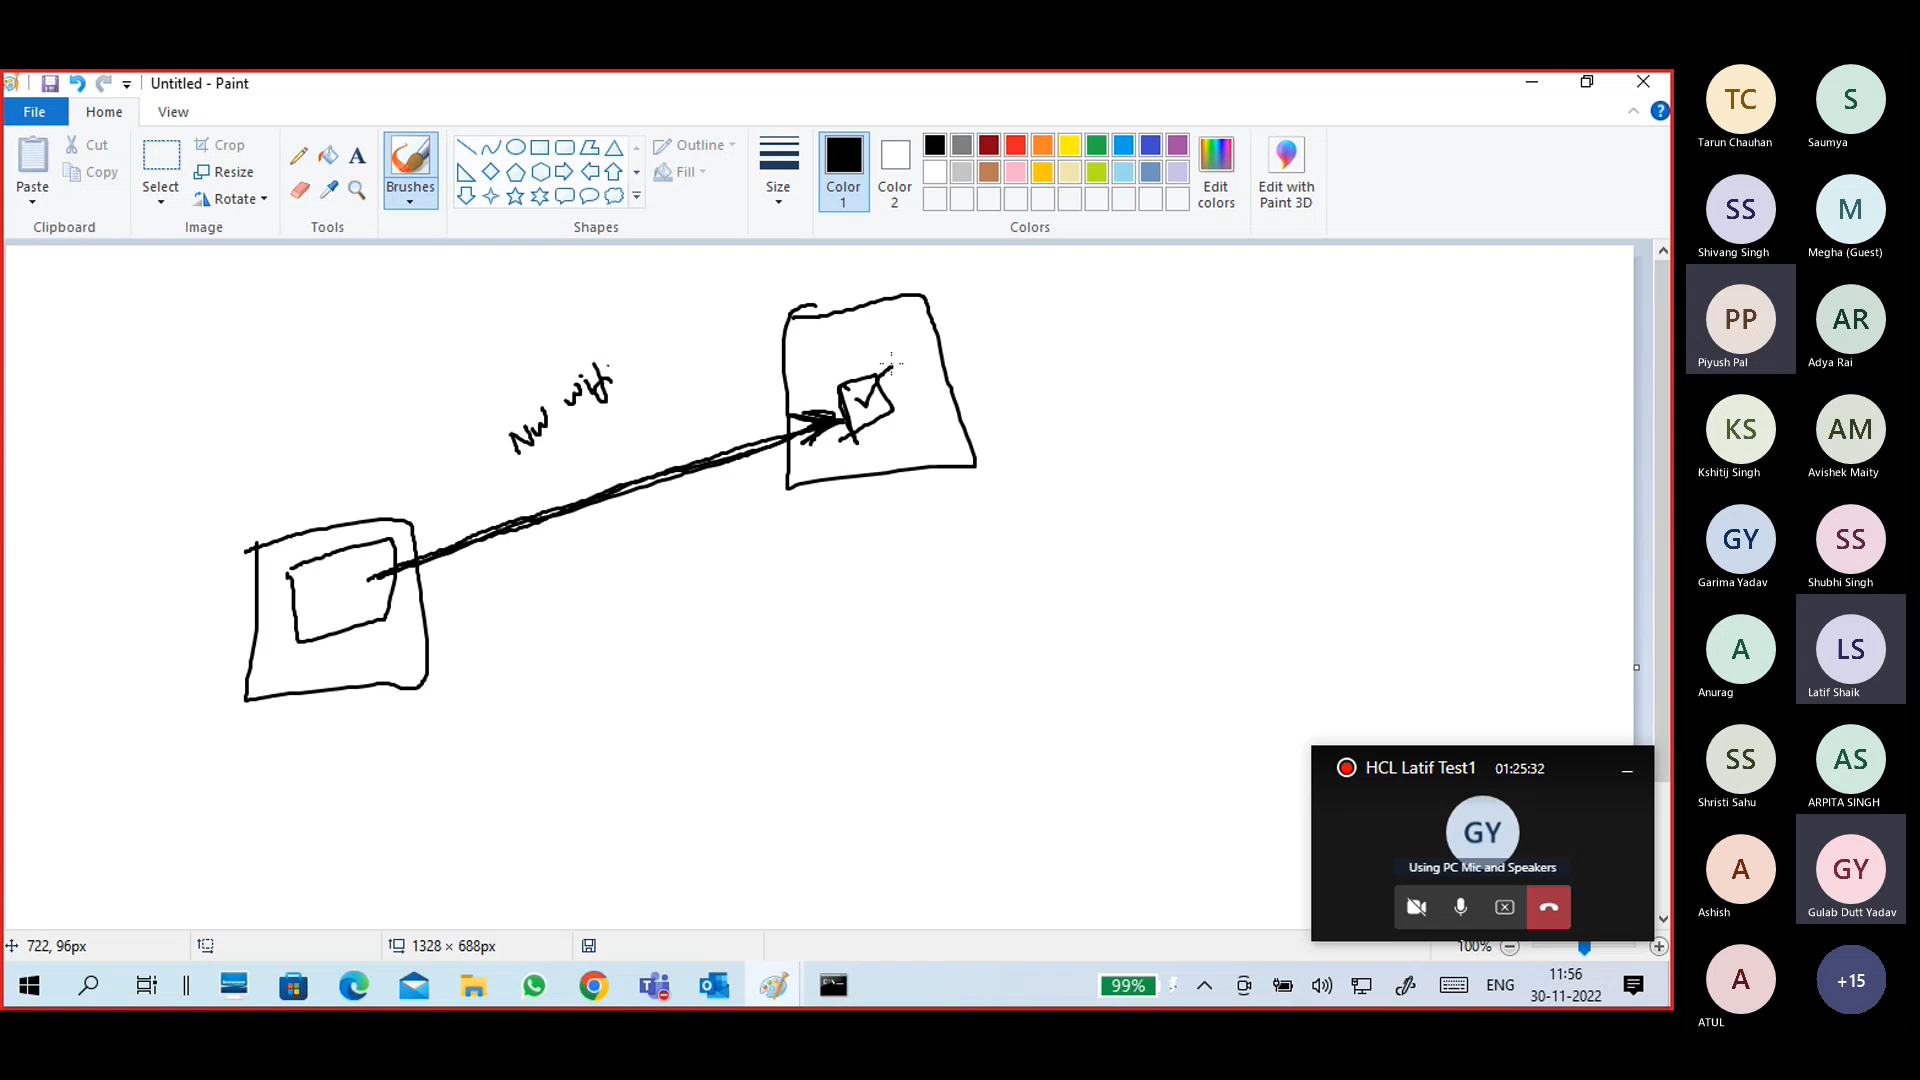 Untitled - Paint
File Home View
Paste
Cut
Copy
Clipboard
Select
Crop
Resize
Rotate
Image
A
Tools
Brushes
Shapes
Outline
Fill
Size
Color 1
Color 2
Edit colors
Colors
Edit with Paint 3D
?
NW wifi
HCL Latif Test1 01:25:32
GY
Using PC Mic and Speakers
722, 96px
1328 × 688px
100%
99%
ENG
11:56
30-11-2022
TC
Tarun Chauhan
S
Saumya
SS
Shivang Singh
M
Megha (Guest)
PP
Piyush Pal
AR
Adya Rai
KS
Kshitij Singh
AM
Avishek Maity
GY
Garima Yadav
SS
Shubhi Singh
A
Anurag
LS
Latif Shaik
SS
Shristi Sahu
AS
ARPITA SINGH
A
Ashish
GY
Gulab Dutt Yadav
A
ATUL
+15